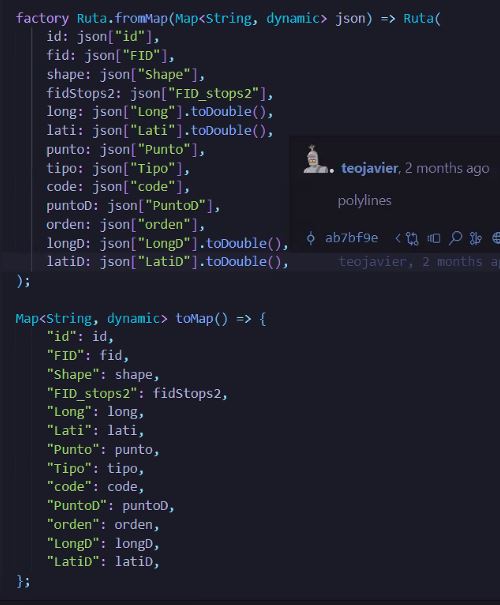 factory Ruta.fromMap(Map<String, dynamic> json) => Ruta(
    id: json["id"],
    fid: json["FID"],
    shape: json["Shape"],
    fidStops2: json["FID_stops2"],
    long: json["Long"].toDouble(),
    lati: json["Lati"].toDouble(),
    punto: json["Punto"],
    tipo: json["Tipo"],
    code: json["code"],
    puntoD: json["PuntoD"],
    orden: json["orden"],
    longD: json["LongD"].toDouble(),
    latiD: json["LatiD"].toDouble(),
);
teojavier, 2 months ago
polylines
ab7bf9e
teojavier, 2 months a
Map<String, dynamic> toMap() => {
    "id": id,
    "FID": fid,
    "Shape": shape,
    "FID_stops2": fidStops2,
    "Long": long,
    "Lati": lati,
    "Punto": punto,
    "Tipo": tipo,
    "code": code,
    "PuntoD": puntoD,
    "orden": orden,
    "LongD": longD,
    "LatiD": latiD,
};